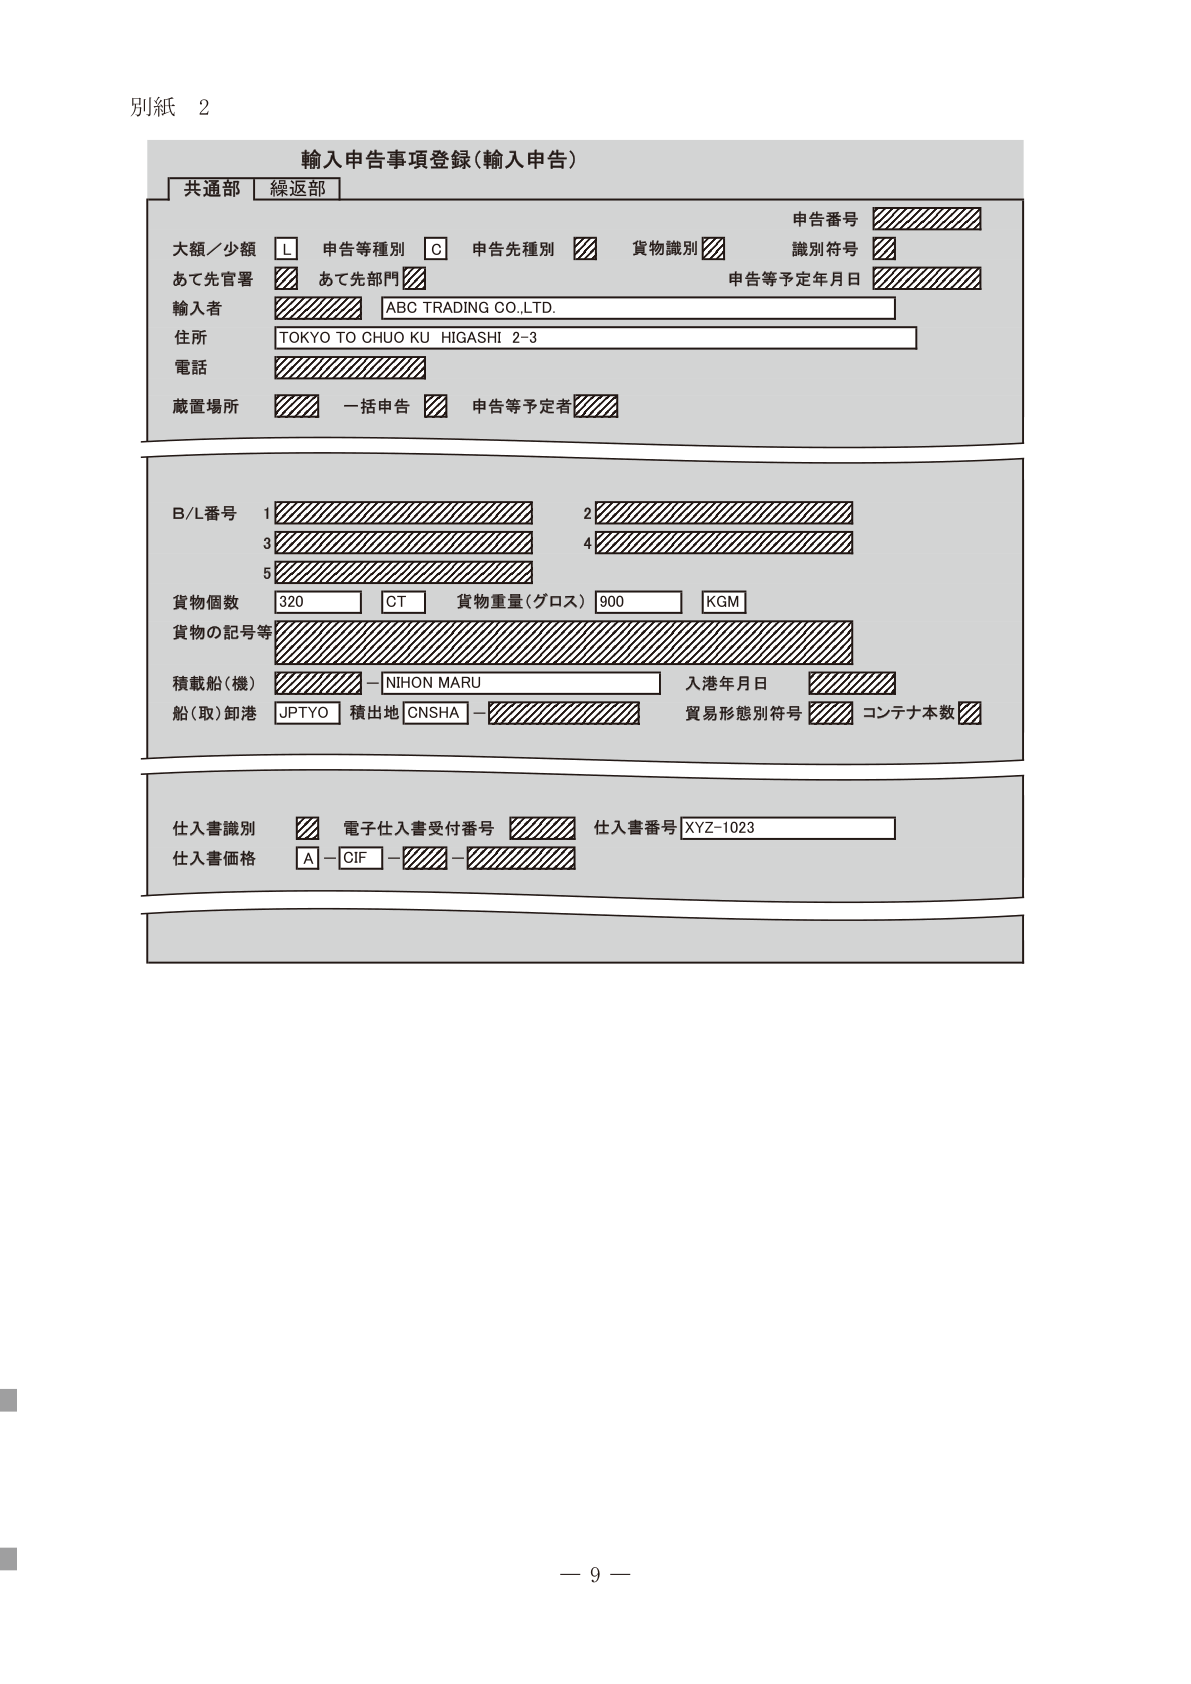 別紙　2
輸入申告事項登録（輸入申告）
共通部　繰返部
申告番号
大額／少額　L　申告等種別　C　申告先種別　貨物識別　識別符号
あて先官署　あて先部門　申告等予定年月日
輸入者　ABC TRADING CO.,LTD.
住所　TOKYO TO CHUO KU　HIGASHI　2-3
電話
蔵置場所　一括申告　申告等予定者
B/L番号　1　2
3　4
5
貨物個数　320　CT　貨物重量（グロス）　900　KGM
貨物の記号等
積載船（機）　－　NIHON MARU　入港年月日
船（取）卸港　JPTYO　積出地　CNSHA　－　貿易形態別符号　コンテナ本数
仕入書識別　電子仕入書受付番号　仕入書番号　XYZ-1023
仕入書価格　A　－　CIF　－　－
― 9 ―